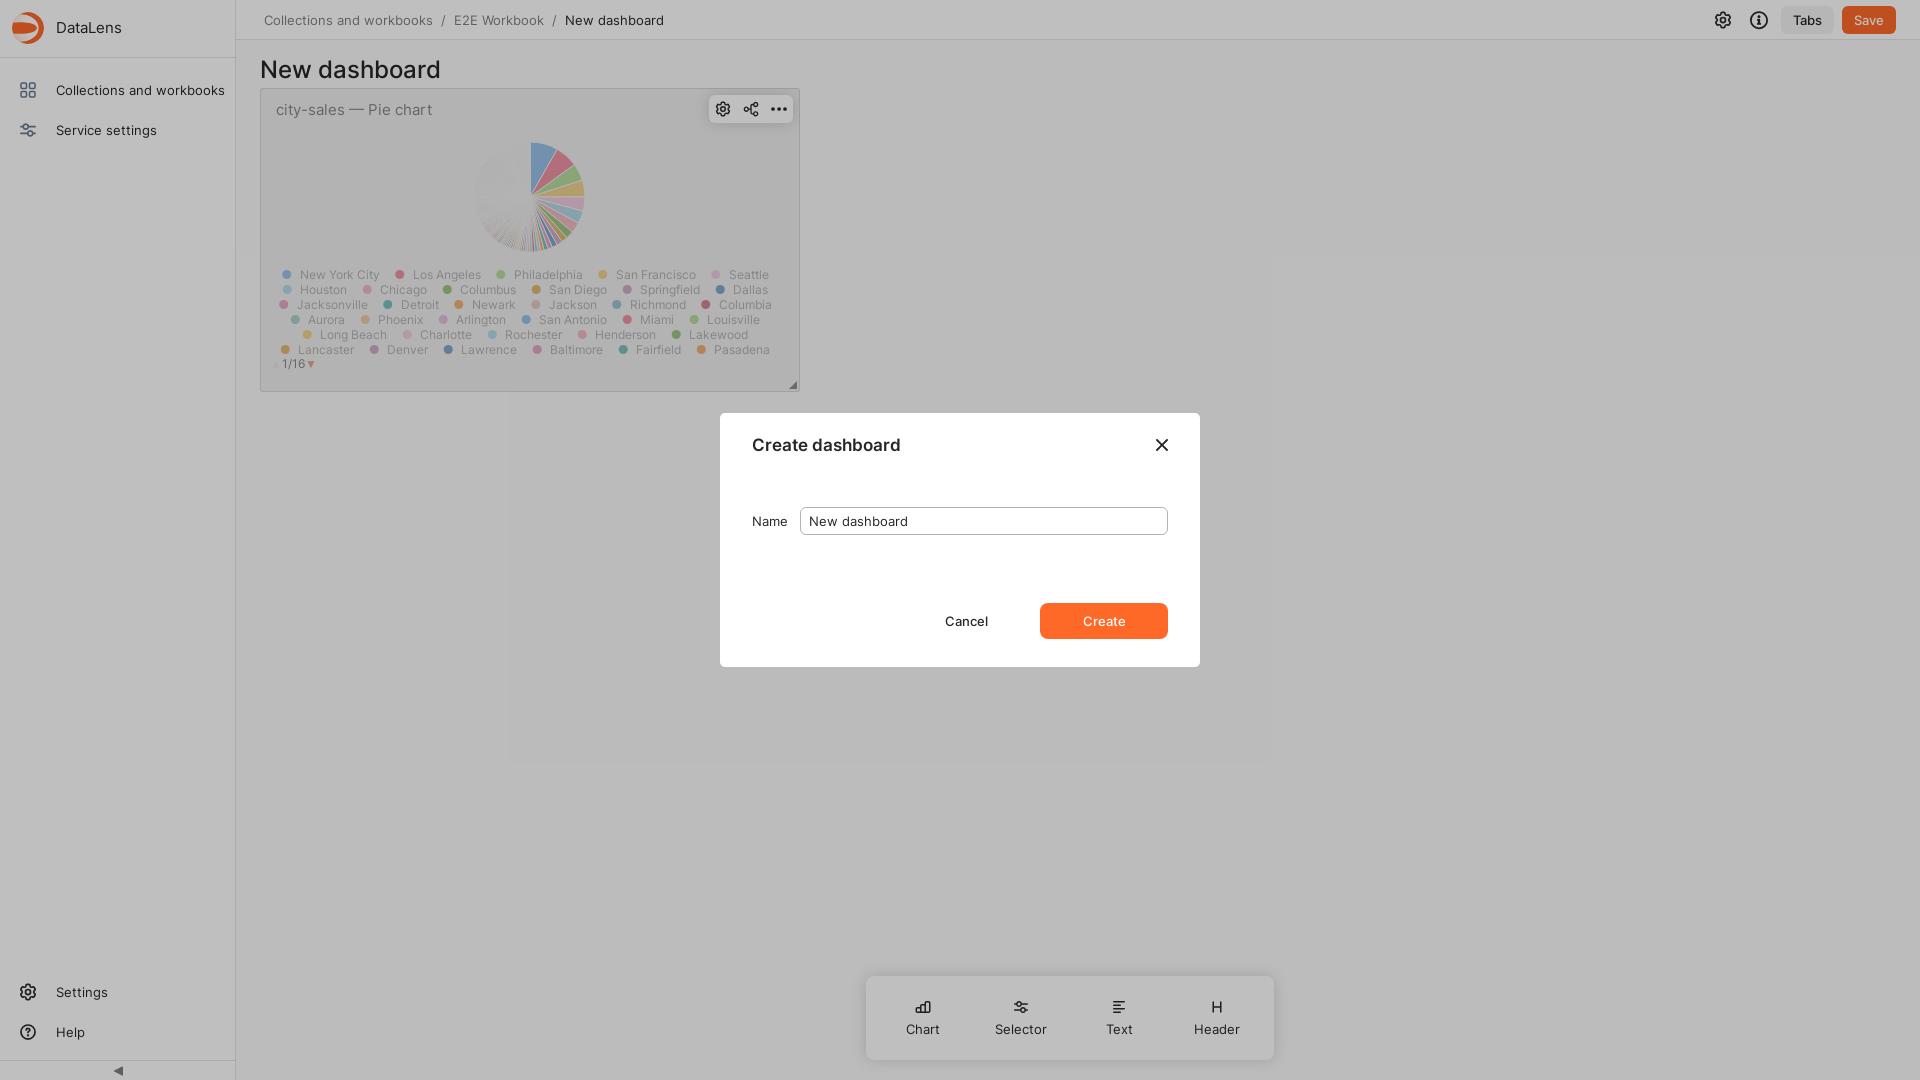 DataLens
Collections and workbooks / E2E Workbook / New dashboard
Tabs
Save
Collections and workbooks
Service settings
New dashboard
city-sales — Pie chart
New York City Los Angeles Philadelphia San Francisco Seattle
Houston Chicago Columbus San Diego Springfield Dallas
Jacksonville Detroit Newark Jackson Richmond Columbia
Aurora Phoenix Arlington San Antonio Miami Louisville
Long Beach Charlotte Rochester Henderson Lakewood
Lancaster Denver Lawrence Baltimore Fairfield Pasadena
1/16
Create dashboard
Name New dashboard
Cancel Create
Chart Selector Text Header
Settings
Help